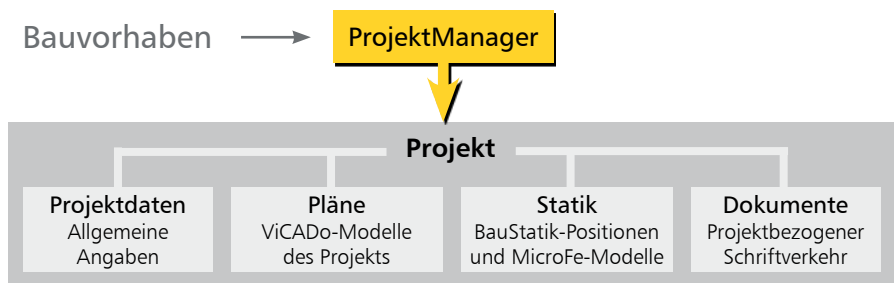 Bauvorhaben
ProjektManager
Projekt
Projektdaten
Allgemeine
Angaben
Pläne
ViCADo-Modelle
des Projekts
Statik
BauStatik-Positionen
und MicroFe-Modelle
Dokumente
Projektbezogener
Schriftverkehr